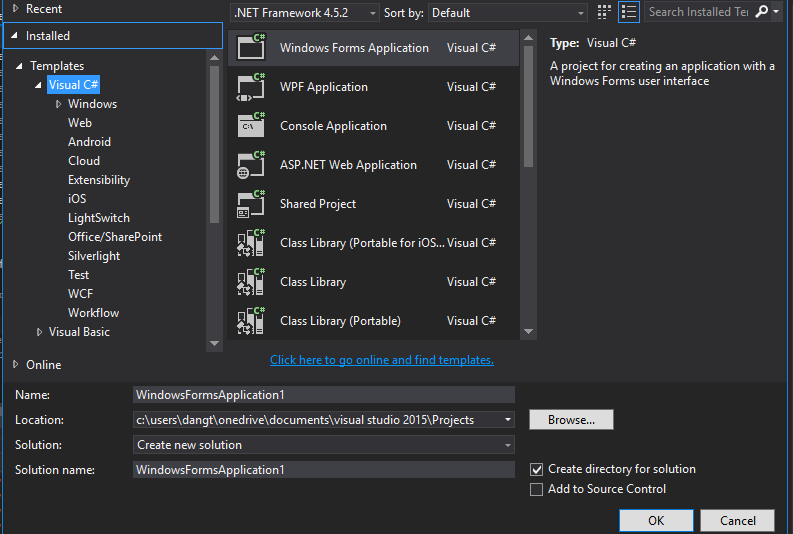 Recent
.NET Framework 4.5.2 Sort by: Default
Search Installed Te
Installed
Templates
Visual C#
Windows
Web
Android
Cloud
Extensibility
iOS
LightSwitch
Office/SharePoint
Silverlight
Test
WCF
Workflow
Visual Basic
Online
C# Windows Forms Application Visual C#
C# WPF Application Visual C#
C# C:\ Console Application Visual C#
C# ASP.NET Web Application Visual C#
C# Shared Project Visual C#
C# Class Library (Portable for iOS... Visual C#
C# Class Library Visual C#
C# Class Library (Portable) Visual C#
Click here to go online and find templates.
Type: Visual C#
A project for creating an application with a
Windows Forms user interface
Name: WindowsFormsApplication1
Location: c:\users\dangt\onedrive\documents\visual studio 2015\Projects Browse...
Solution: Create new solution
Solution name: WindowsFormsApplication1
Create directory for solution
Add to Source Control
OK Cancel